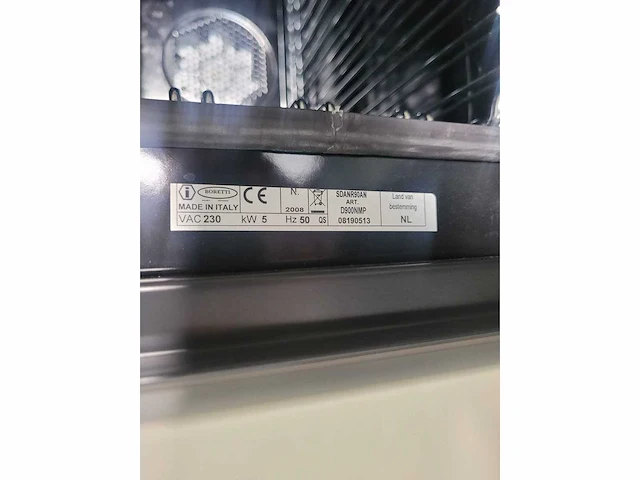 i BORETTI CE
MADE IN ITALY
N.
2008
SDANR90AN
ART.
D900NMP
Land van
bestemming
VAC 230 kW 5 Hz 50 QS 08190513
NL